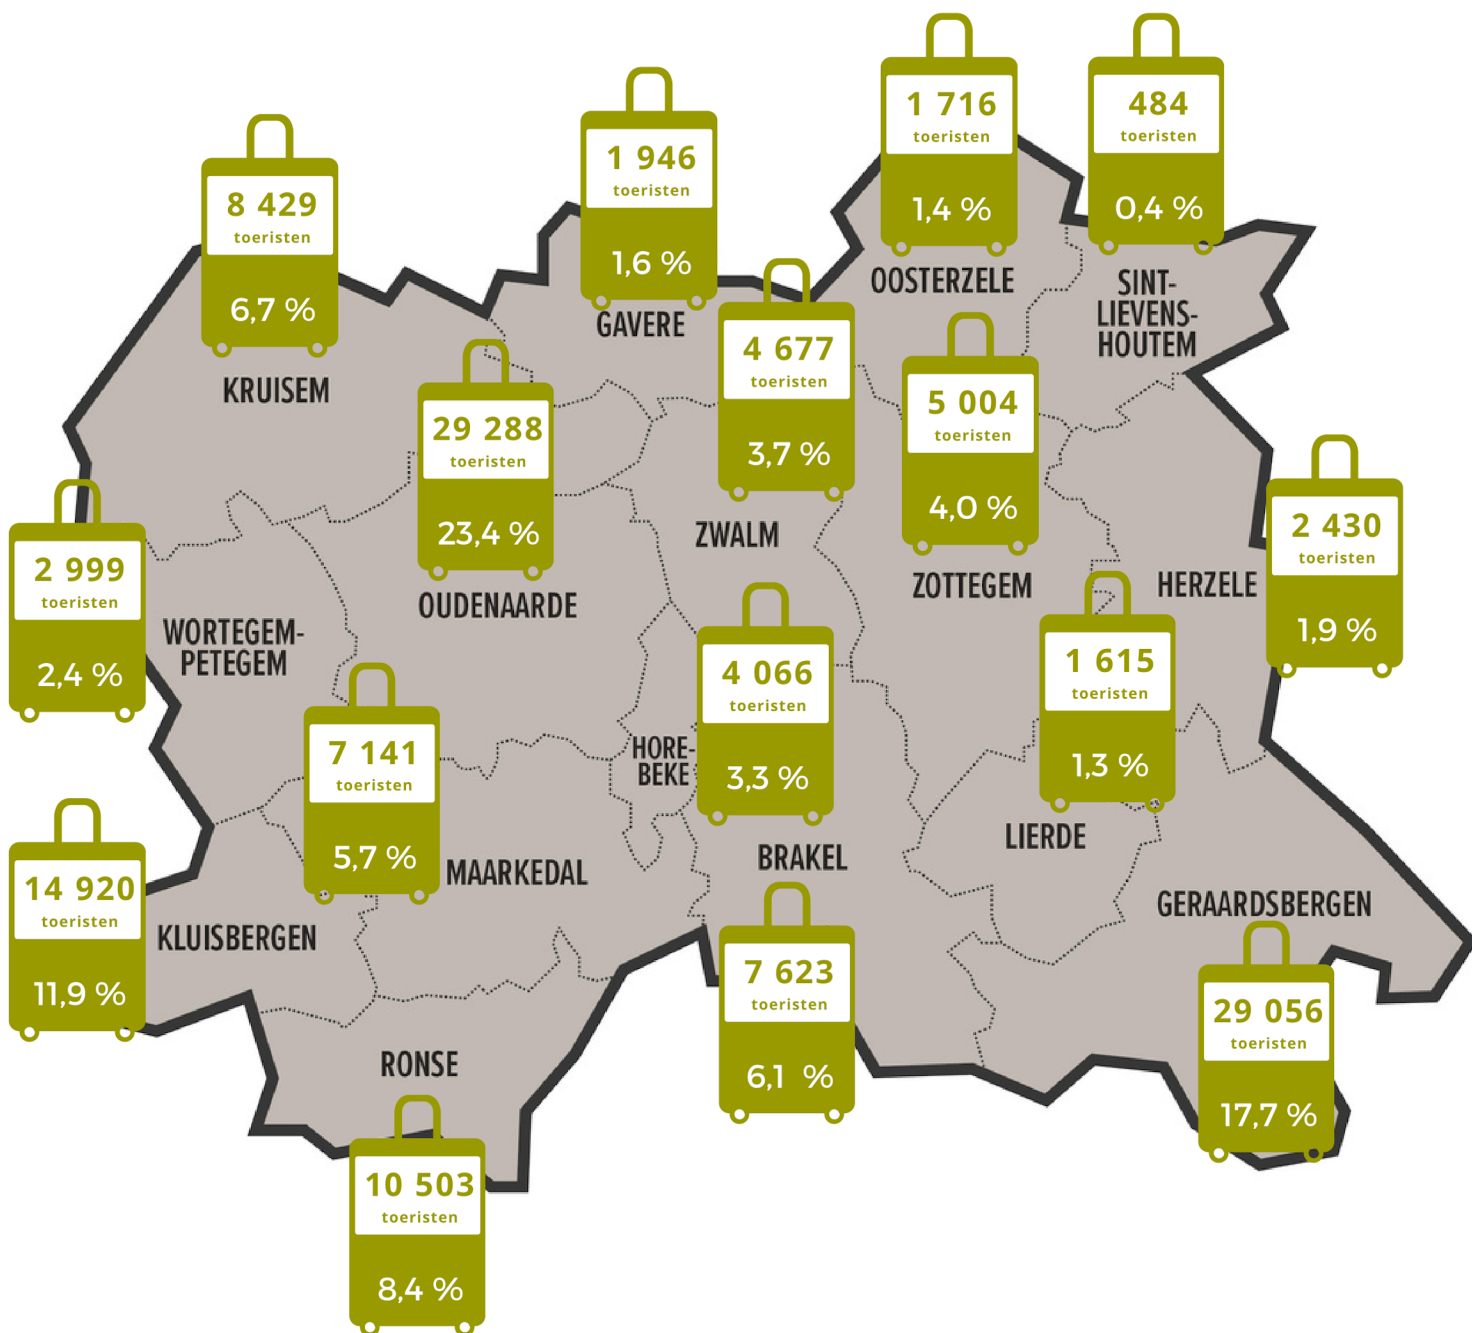 1 716
toeristen
1,4 %
OOSTERZELE
484
toeristen
0,4 %
SINT-
LIEVENS-
HOUTEM
1 946
toeristen
1,6 %
GAVERE
8 429
toeristen
6,7 %
KRUISEM
4 677
toeristen
3,7 %
ZWALM
5 004
toeristen
4,0 %
ZOTTEGEM
29 288
toeristen
23,4 %
OUDENAARDE
2 430
toeristen
1,9 %
HERZELE
2 999
toeristen
2,4 %
WORTEGEM-
PETEGEM
4 066
toeristen
3,3 %
HORE-
BEKE
1 615
toeristen
1,3 %
LIERDE
7 141
toeristen
5,7 %
MAARKEDAL
14 920
toeristen
11,9 %
KLUISBERGEN
BRAKEL
7 623
toeristen
6,1 %
GERAARDSBERGEN
29 056
toeristen
17,7 %
RONSE
10 503
toeristen
8,4 %